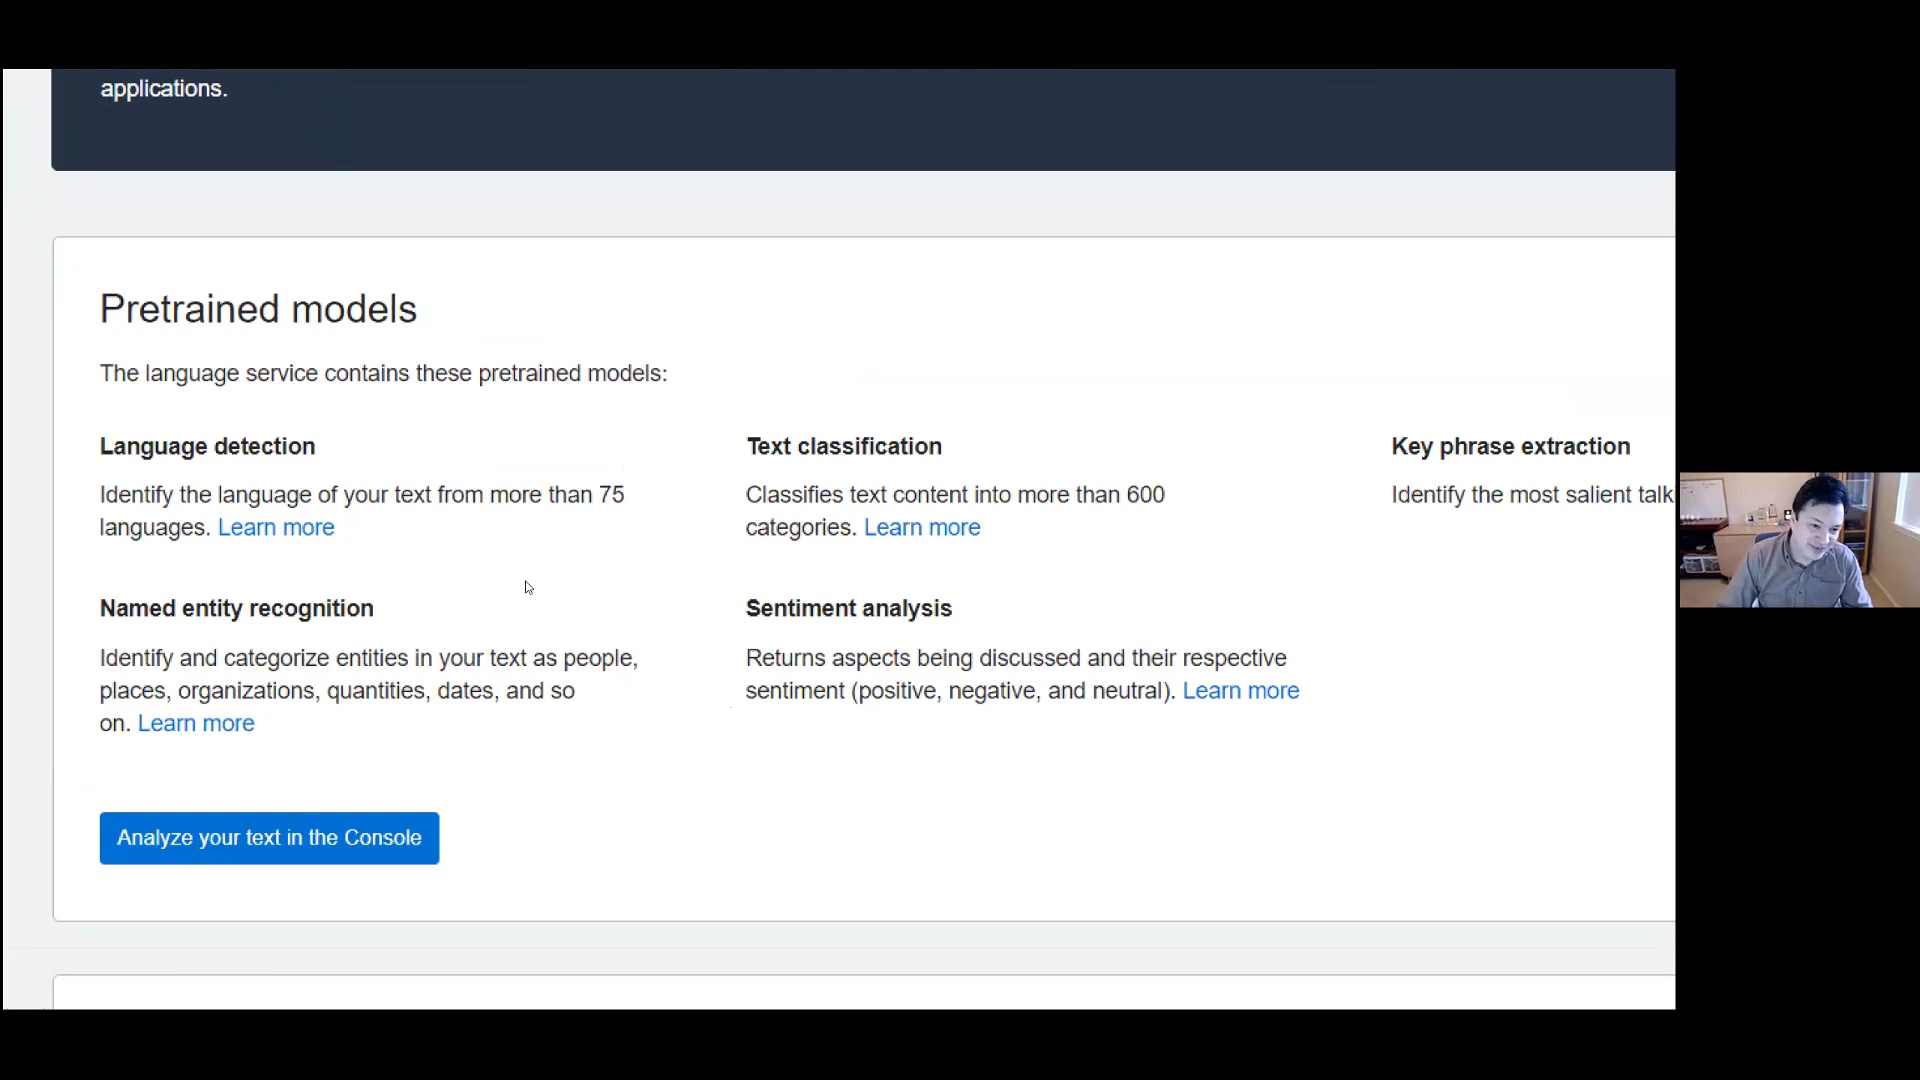 applications.
Pretrained models
The language service contains these pretrained models:
Language detection
Identify the language of your text from more than 75
languages. Learn more
Text classification
Classifies text content into more than 600
categories. Learn more
Key phrase extraction
Identify the most salient talk
Named entity recognition
Identify and categorize entities in your text as people,
places, organizations, quantities, dates, and so
on. Learn more
Sentiment analysis
Returns aspects being discussed and their respective
sentiment (positive, negative, and neutral). Learn more
Analyze your text in the Console